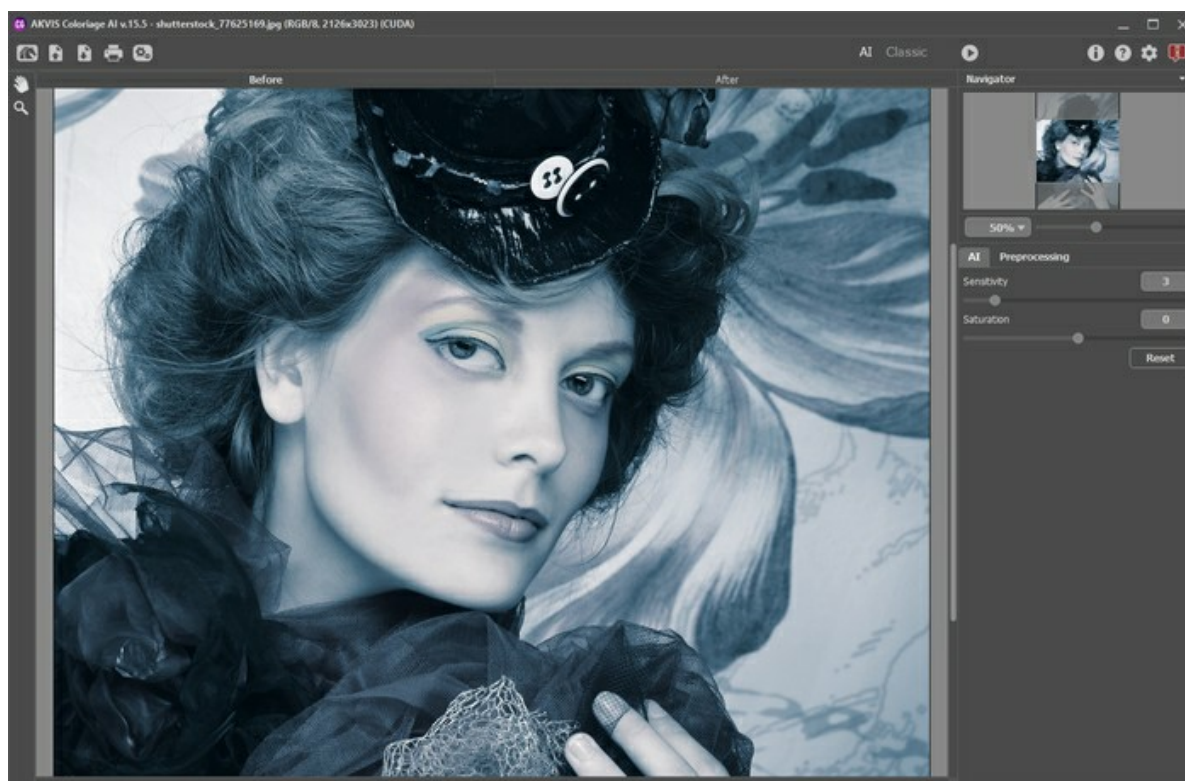 AKVIS Coloriage AI v.15.5 - shutterstock_77625169.jpg (RGB/8, 2126x3023) (CUDA)
AI Classic
Before After
Navigator
50%
AI Preprocessing
Sensitivity 3
Saturation 0
Reset